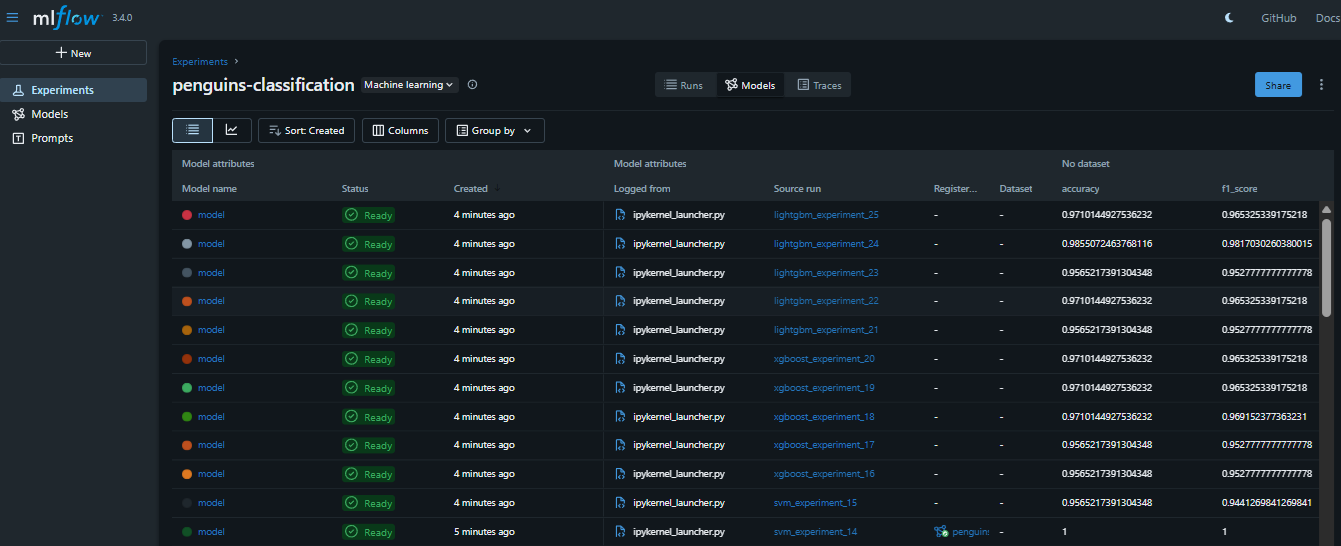 mlflow 3.4.0 GitHub Docs
New
Experiments
Models
Prompts
Experiments
penguins-classification Machine learning Runs Models Traces Share
Sort: Created Columns Group by
Model attributes Model attributes No dataset
Model name Status Created Logged from Source run Register... Dataset accuracy f1_score
model Ready 4 minutes ago ipykernel_launcher.py lightgbm_experiment_25 - - 0.9710144927536232 0.965325339175218
model Ready 4 minutes ago ipykernel_launcher.py lightgbm_experiment_24 - - 0.9855072463768116 0.9817030260380015
model Ready 4 minutes ago ipykernel_launcher.py lightgbm_experiment_23 - - 0.9565217391304348 0.9527777777777778
model Ready 4 minutes ago ipykernel_launcher.py lightgbm_experiment_22 - - 0.9710144927536232 0.965325339175218
model Ready 4 minutes ago ipykernel_launcher.py lightgbm_experiment_21 - - 0.9565217391304348 0.9527777777777778
model Ready 4 minutes ago ipykernel_launcher.py xgboost_experiment_20 - - 0.9710144927536232 0.965325339175218
model Ready 4 minutes ago ipykernel_launcher.py xgboost_experiment_19 - - 0.9710144927536232 0.965325339175218
model Ready 4 minutes ago ipykernel_launcher.py xgboost_experiment_18 - - 0.9710144927536232 0.969152377363231
model Ready 4 minutes ago ipykernel_launcher.py xgboost_experiment_17 - - 0.9565217391304348 0.9527777777777778
model Ready 4 minutes ago ipykernel_launcher.py xgboost_experiment_16 - - 0.9565217391304348 0.9527777777777778
model Ready 4 minutes ago ipykernel_launcher.py svm_experiment_15 - - 0.9565217391304348 0.9441269841269841
model Ready 5 minutes ago ipykernel_launcher.py svm_experiment_14 penguins - 1 1